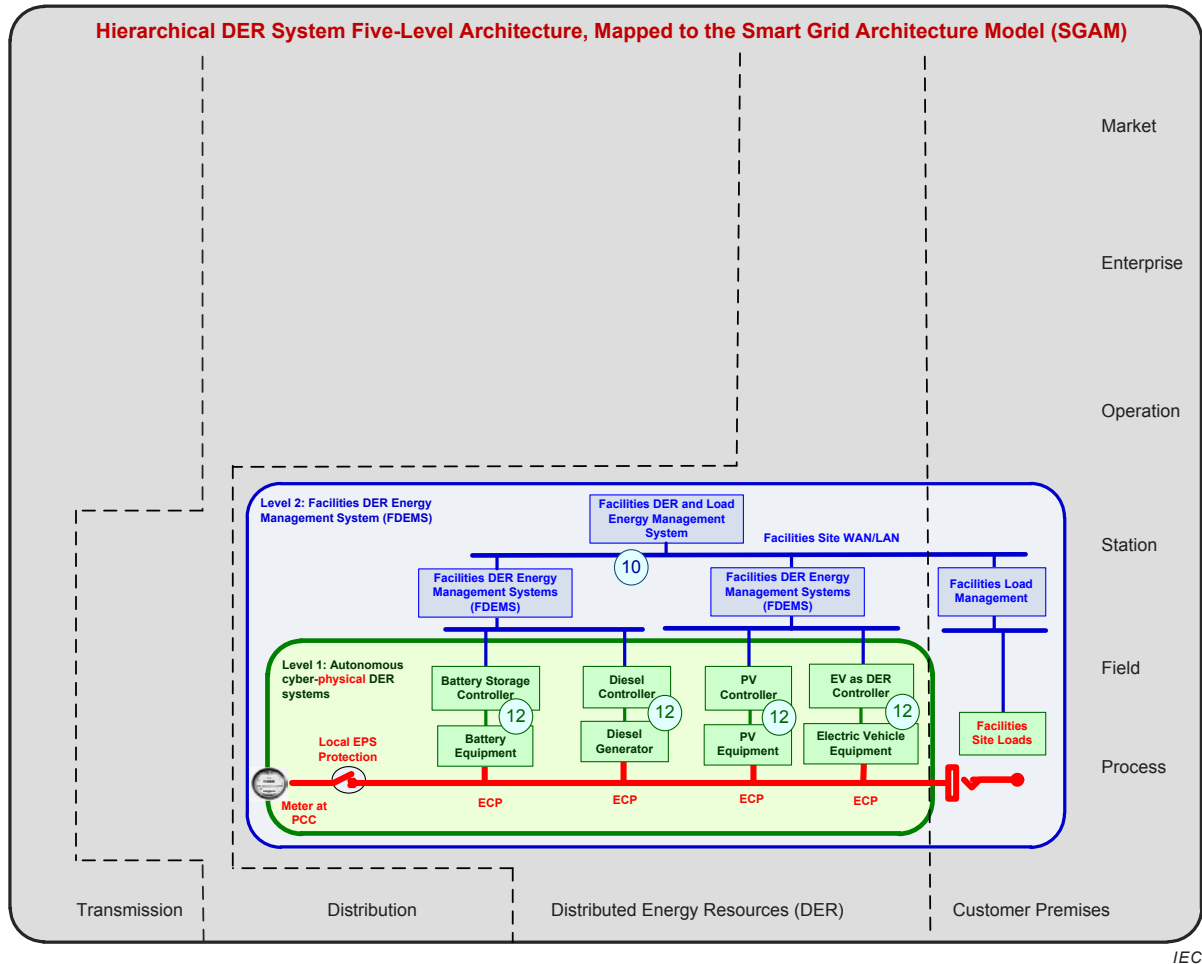 Hierarchical DER System Five-Level Architecture, Mapped to the Smart Grid Architecture Model (SGAM)
Market
Enterprise
Operation
Level 2: Facilities DER Energy
Management System (FDEMS)
Facilities DER and Load
Energy Management
System
Facilities Site WAN/LAN
Station
10
Facilities DER Energy
Management Systems
(FDEMS)
Facilities DER Energy
Management Systems
(FDEMS)
Facilities Load
Management
Level 1: Autonomous
cyber-physical DER
systems
Battery Storage
Controller
Diesel
Controller
PV
Controller
EV as DER
Controller
Field
12
12
12
12
Battery
Equipment
Diesel
Generator
PV
Equipment
Electric Vehicle
Equipment
Facilities
Site Loads
Local EPS
Protection
Process
Meter at
PCC
ECP
ECP
ECP
ECP
Transmission
Distribution
Distributed Energy Resources (DER)
Customer Premises
IEC